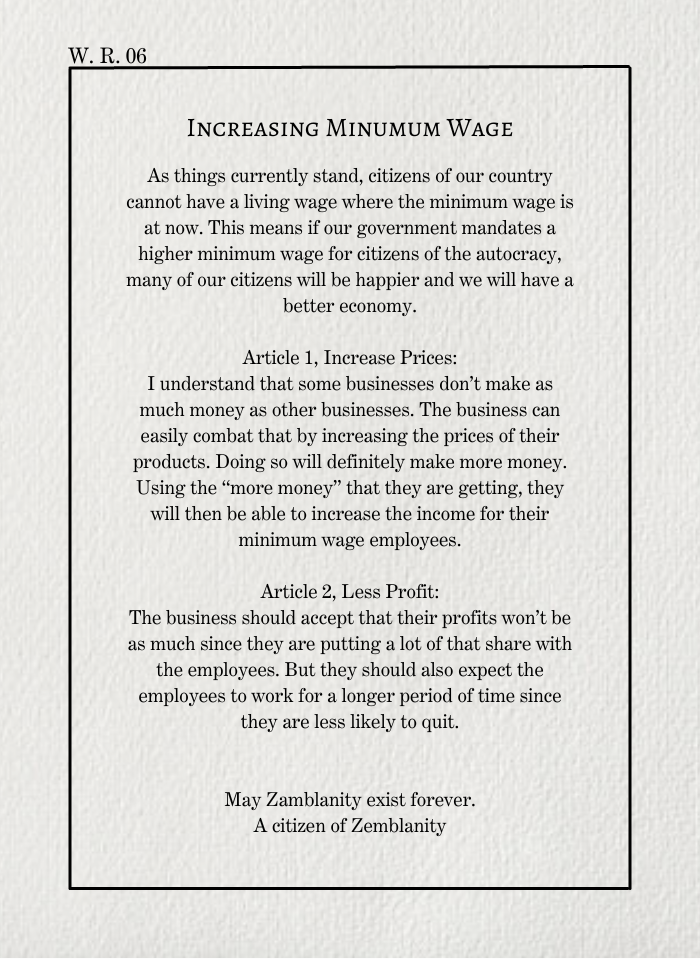 W. R. 06
Increasing Minumum Wage
As things currently stand, citizens of our country
cannot have a living wage where the minimum wage is
at now. This means if our government mandates a
higher minimum wage for citizens of the autocracy,
many of our citizens will be happier and we will have a
better economy.
Article 1, Increase Prices:
I understand that some businesses don’t make as
much money as other businesses. The business can
easily combat that by increasing the prices of their
products. Doing so will definitely make more money.
Using the “more money” that they are getting, they
will then be able to increase the income for their
minimum wage employees.
Article 2, Less Profit:
The business should accept that their profits won’t be
as much since they are putting a lot of that share with
the employees. But they should also expect the
employees to work for a longer period of time since
they are less likely to quit.
May Zamblanity exist forever.
A citizen of Zemblanity